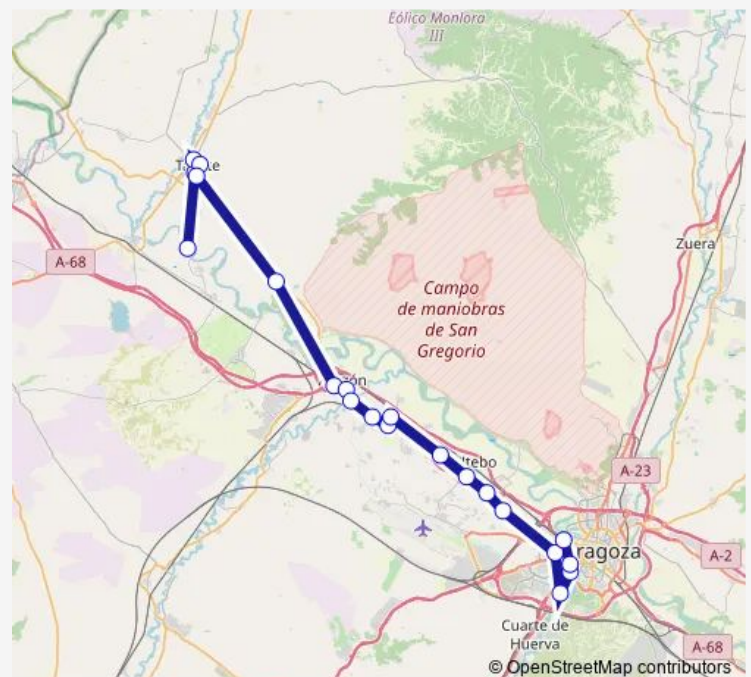 Eólico Monlora
III
Zuera
A-68
Campo
de maniobras
de San
Gregorio
A-23
ragoza
A-2
Cuarte de
Huerva
A-68
© OpenStreetMap contributors